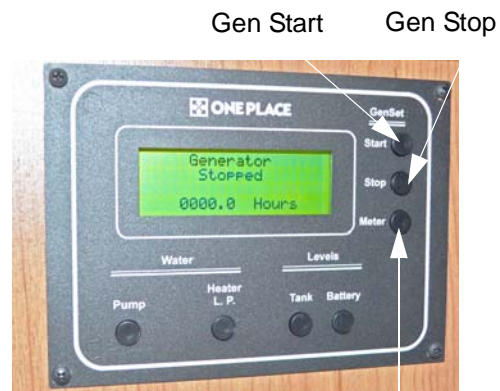 Gen Start Gen Stop
ONE PLACE
GenSet
Start
Generator
Stopped
Stop
0000.0 Hours
Meter
Water Levels
Pump Heater L. P. Tank Battery